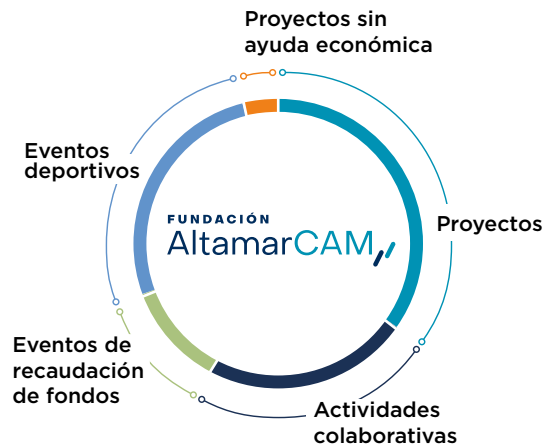 Proyectos sin
ayuda económica
Eventos
deportivos
FUNDACIÓN
AltamarCAM
Proyectos
Eventos de
recaudación
de fondos
Actividades
colaborativas